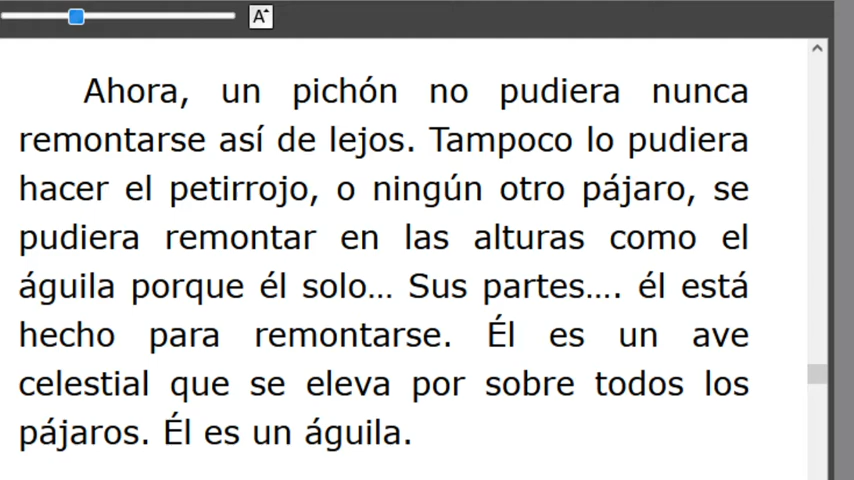 A
Ahora, un pichón no pudiera nunca
remontarse así de lejos. Tampoco lo pudiera
hacer el petirrojo, o ningún otro pájaro, se
pudiera remontar en las alturas como el
águila porque él solo... Sus partes.... él está
hecho para remontarse. Él es un ave
celestial que se eleva por sobre todos los
pájaros. Él es un águila.